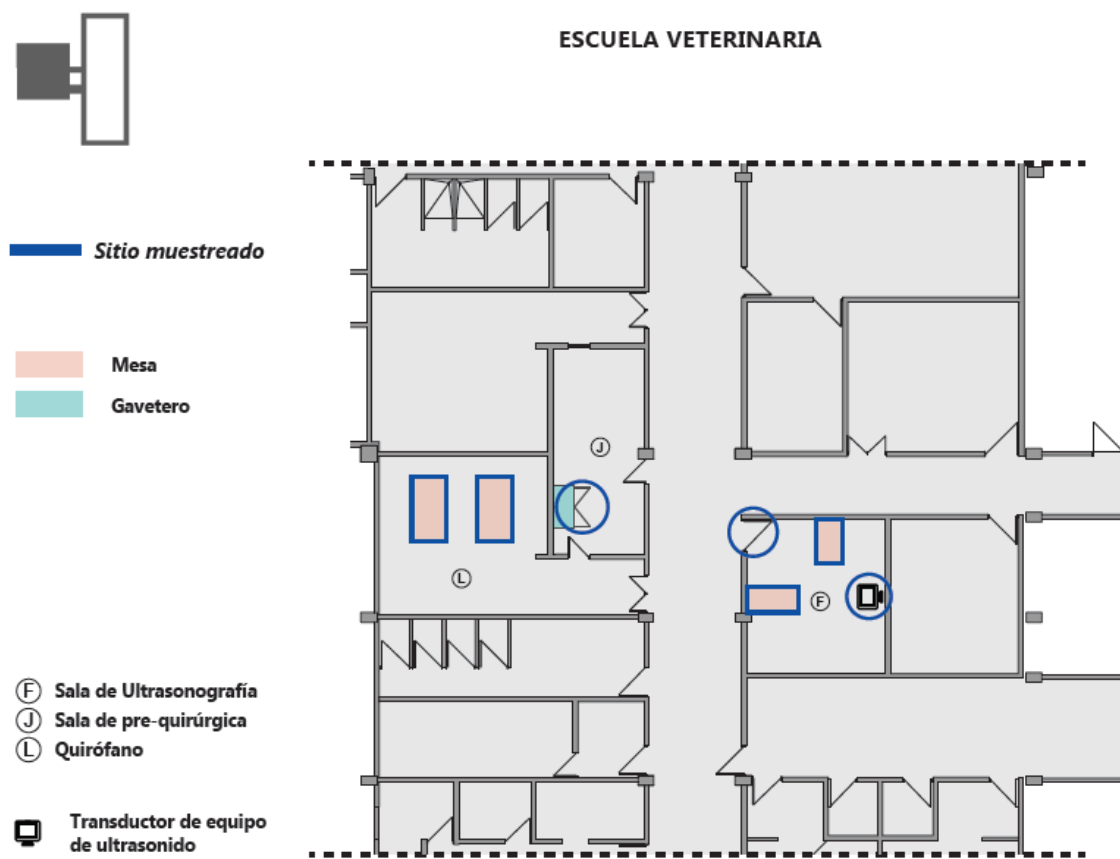 ESCUELA VETERINARIA
Sitio muestreado
Mesa
Gavetero
J
L
F
F Sala de Ultrasonografía
J Sala de pre-quirúrgica
L Quirófano
Transductor de equipo
de ultrasonido